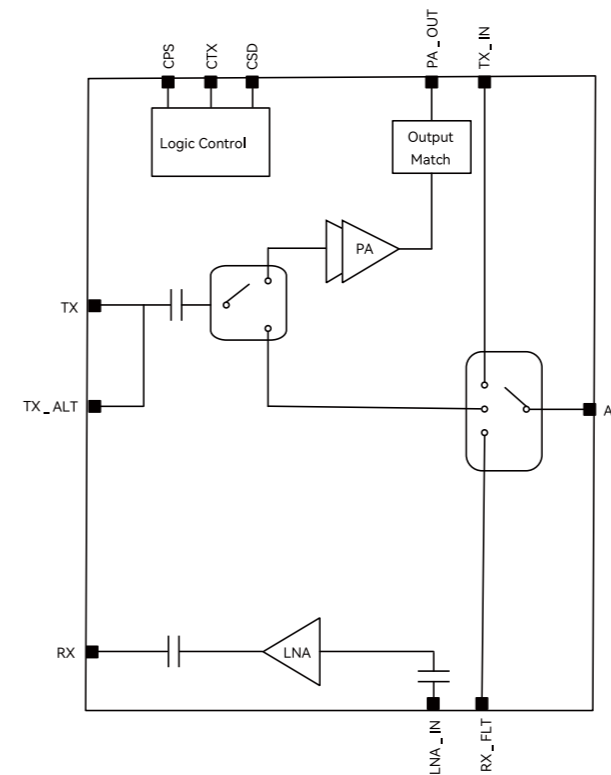 CPS
CTX
CSD
PA_OUT
TX_IN
Logic Control
Output
Match
PA
TX
TX_ALT
A
RX
LNA
LNA_IN
RX_FLT